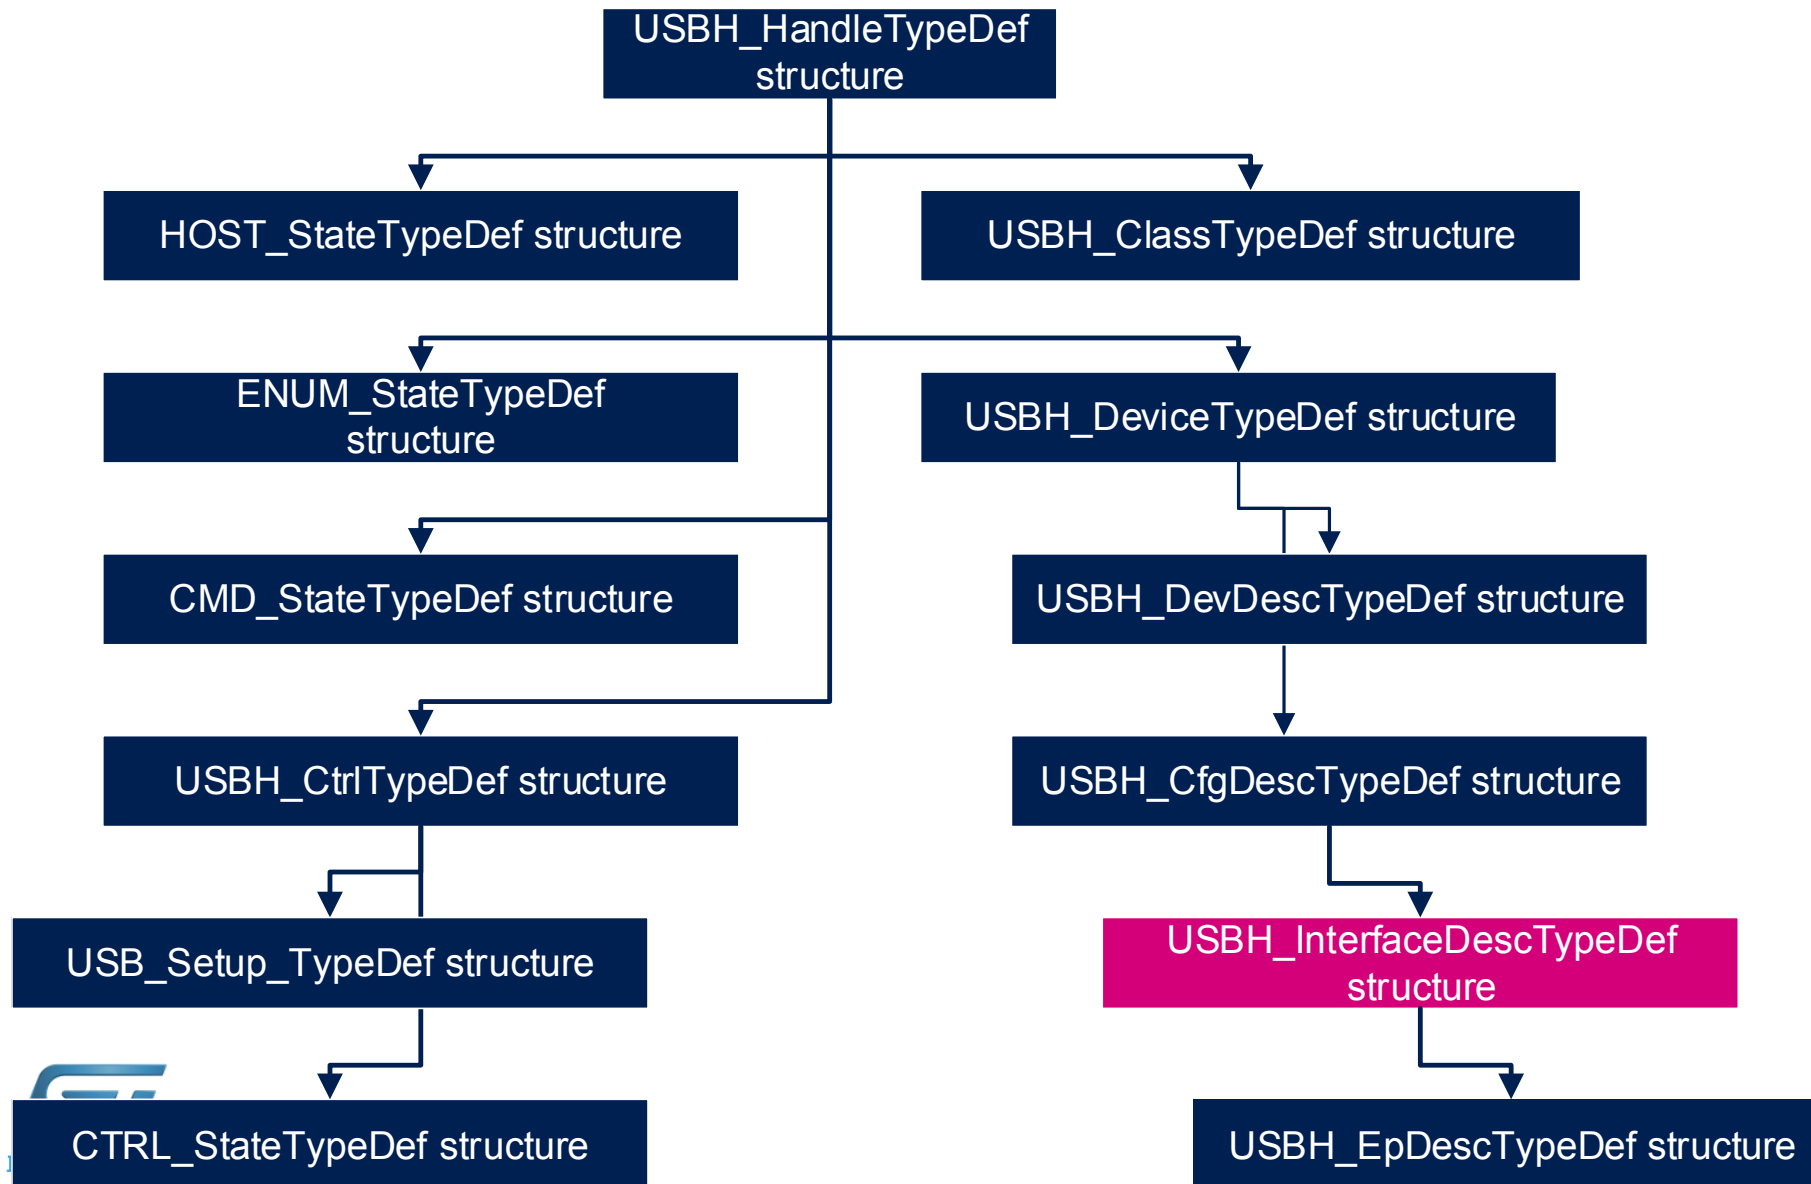 USBH_HandleTypeDef
structure
HOST_StateTypeDef structure
USBH_ClassTypeDef structure
ENUM_StateTypeDef
structure
USBH_DeviceTypeDef structure
CMD_StateTypeDef structure
USBH_DevDescTypeDef structure
USBH_CtrlTypeDef structure
USBH_CfgDescTypeDef structure
USB_Setup_TypeDef structure
USBH_InterfaceDescTypeDef
structure
CTRL_StateTypeDef structure
USBH_EpDescTypeDef structure